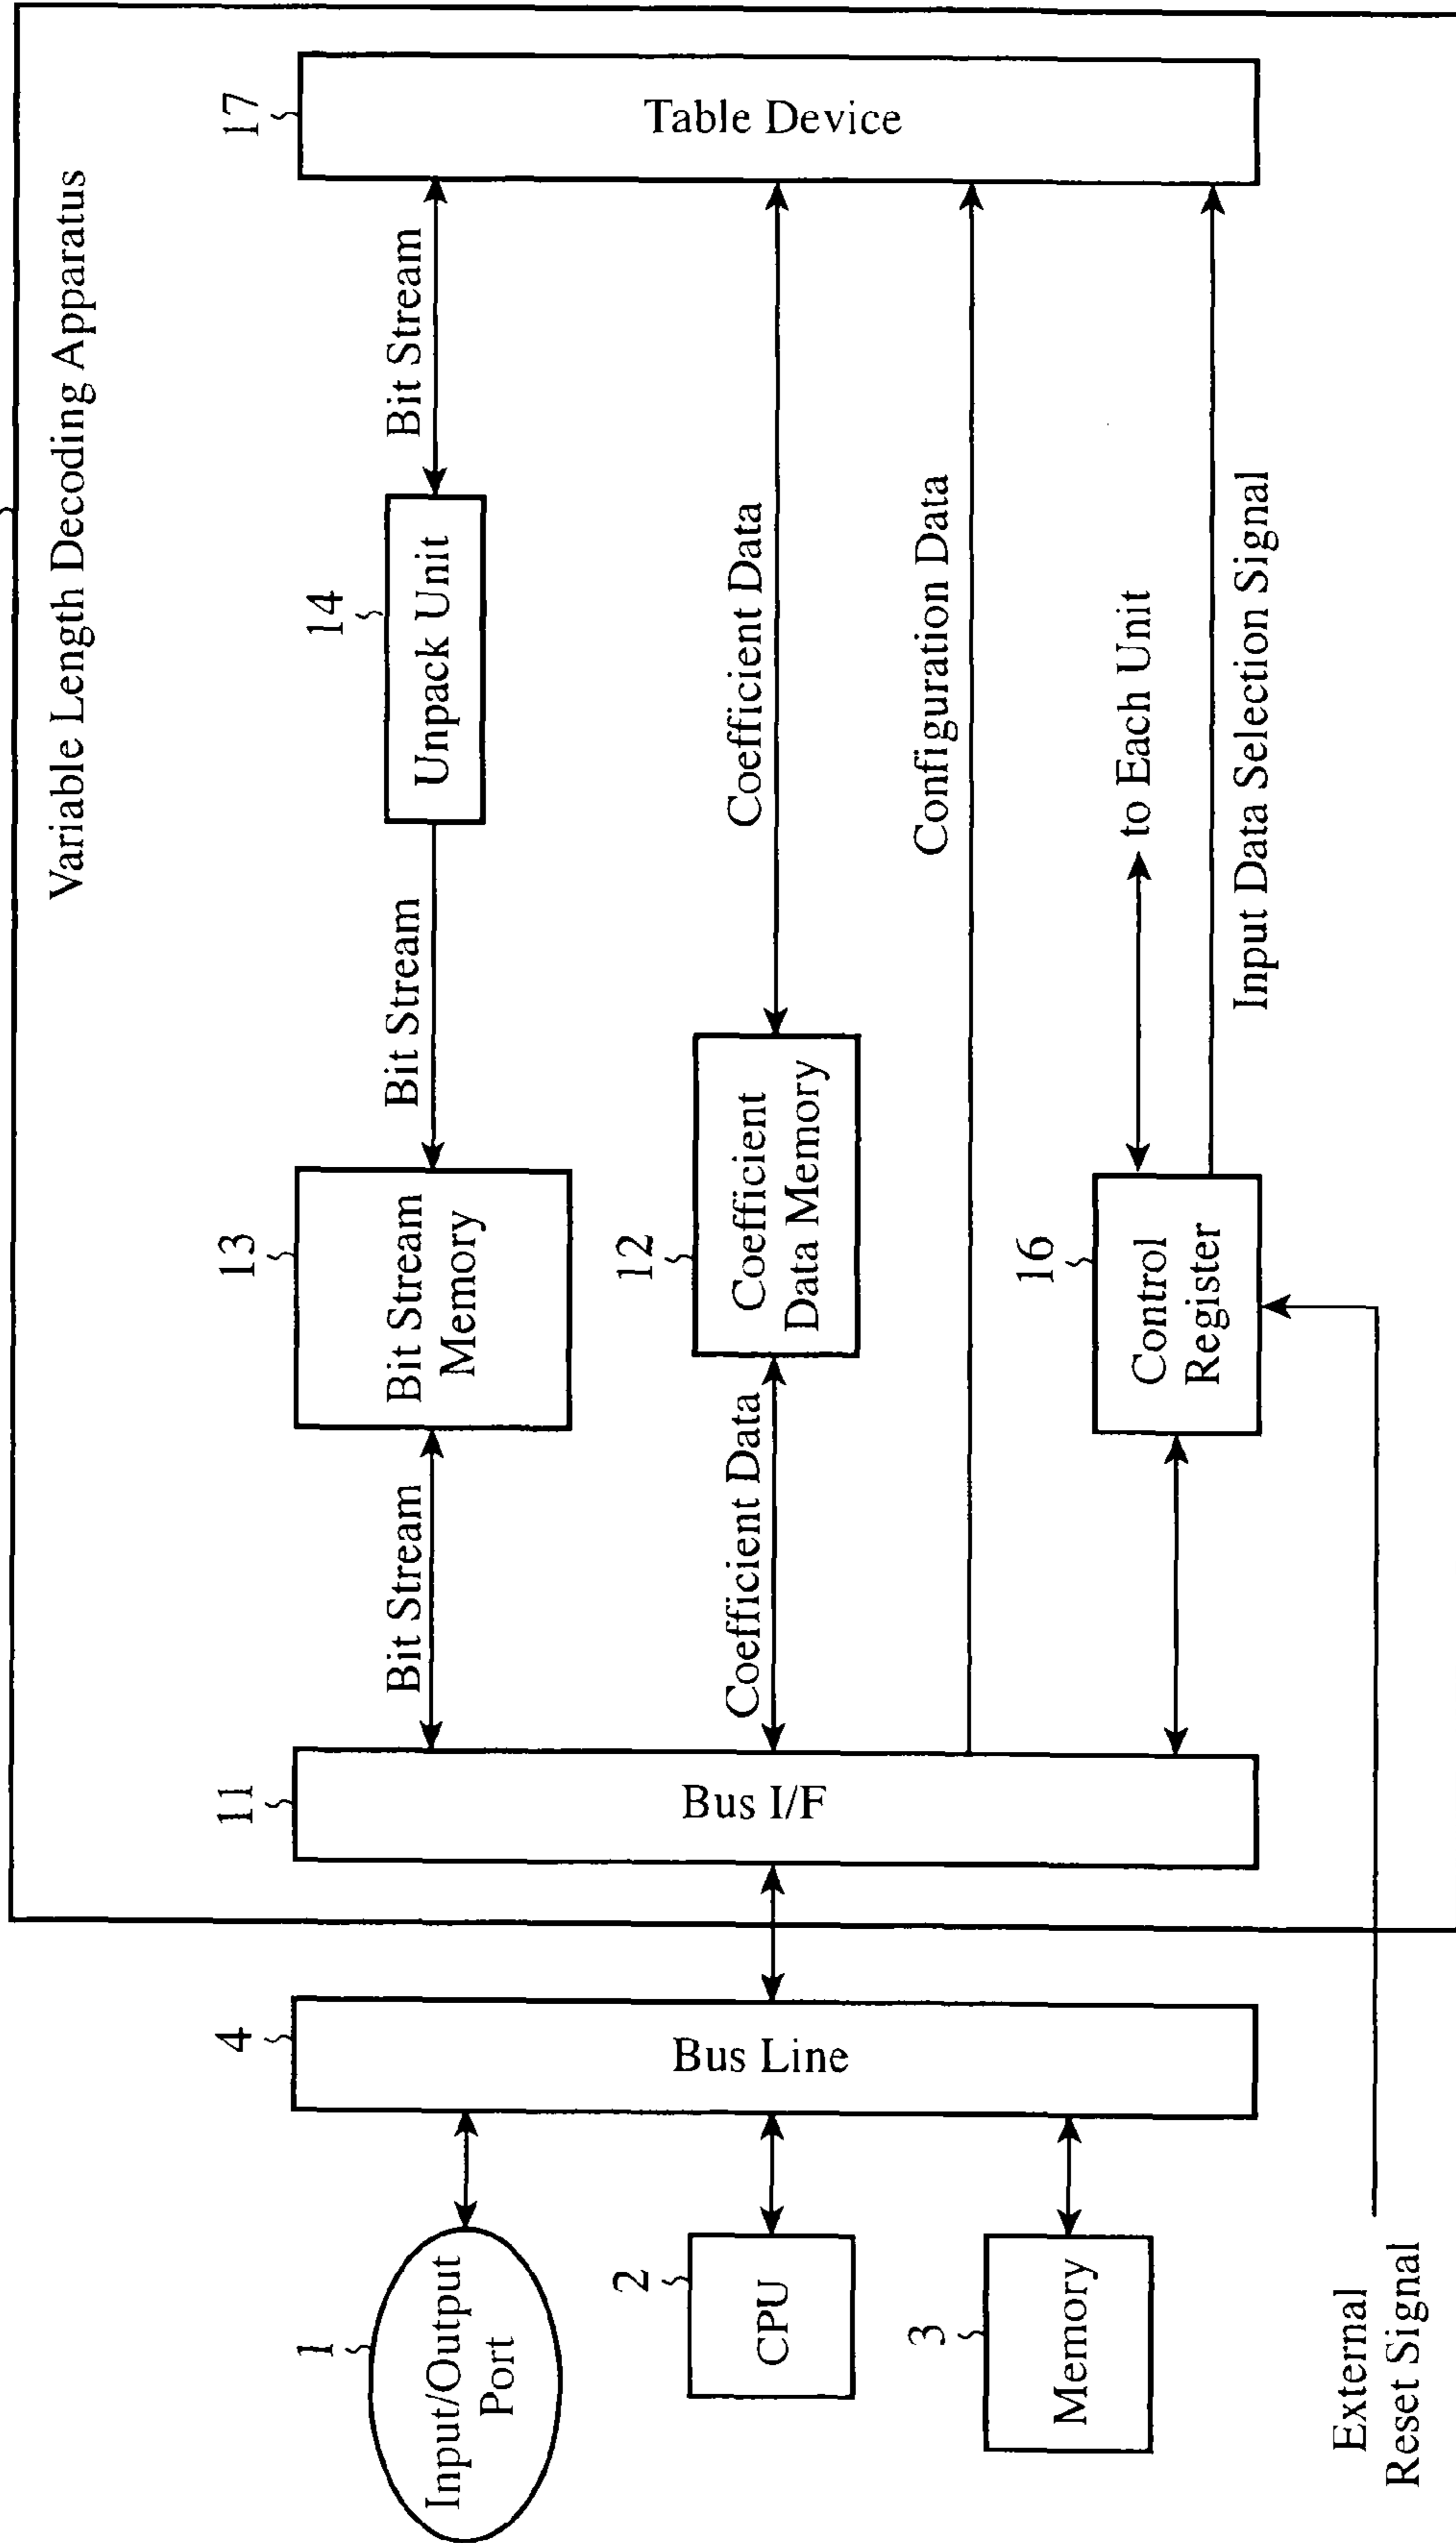 Variable Length Decoding Apparatus
1
Input/Output
Port
2
CPU
3
Memory
4
Bus Line
11
Bus I/F
Bit Stream
13
Bit Stream
Memory
Bit Stream
14
Unpack Unit
Bit Stream
17
Table Device
Coefficient Data
12
Coefficient
Data Memory
Coefficient Data
Configuration Data
16
Control
Register
to Each Unit
Input Data Selection Signal
External
Reset Signal